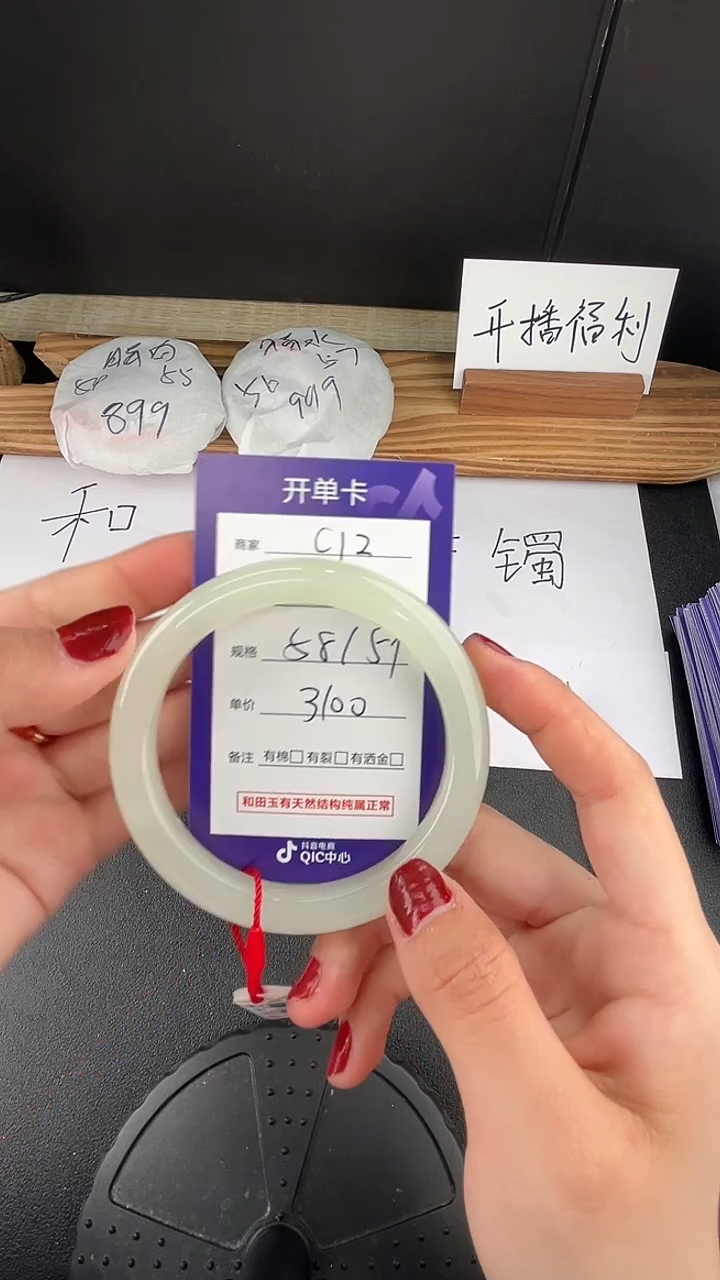 开播福利
899
999
和
镯
开单卡
商家 C12
规格 58/59
单价 3100
备注 有棉□ 有裂□ 有洒金□
和田玉有天然结构纯属正常
抖音电商
QIC中心